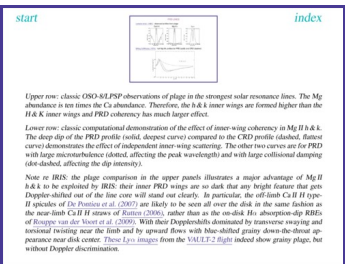 start
index
Upper row: classic OSO-8/LPSP observations of plage in the strongest solar resonance lines. The Mg
abundance is ten times the Ca abundance. Therefore, the h & k inner wings are formed higher than the
H & K inner wings and PRD coherency has much larger effect.
Lower row: classic computational demonstration of the effect of inner-wing coherency in Mg II h & k.
The deep dip of the PRD profile (solid, deepest curve) compared to the CRD profile (dashed, flattest
curve) demonstrates the effect of independent inner-wing scattering. The other two curves are for PRD
with large microturbulence (dotted, affecting the peak wavelength) and with large collisional damping
(dot-dashed, affecting the dip intensity).
Note re IRIS: the plage comparison in the upper panels illustrates a major advantage of Mg II
h & k to be exploited by IRIS: their inner PRD wings are so dark that any bright feature that gets
Doppler-shifted out of the line core will stand out clearly. In particular, the off-limb Ca II H type-
II spicules of De Pontieu et al. (2007) are likely to be seen all over the disk in the same fashion as
the near-limb Ca II H straws of Rutten (2006), rather than as the on-disk Hα absorption-dip RBEs
of Rouppe van der Voort et al. (2009). With their Dopplershifts dominated by transverse swaying and
torsional twisting near the limb and by upward flows with blue-shifted grainy down-the-throat ap-
pearance near disk center. These Lyα images from the VAULT-2 flight indeed show grainy plage, but
without Doppler discrimination.